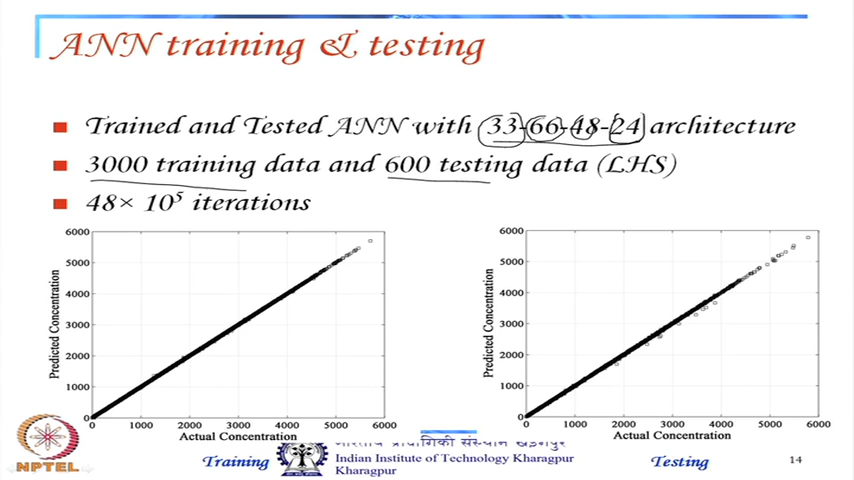 ANN training & testing
Trained and Tested ANN with 33-66-48-24 architecture
3000 training data and 600 testing data (LHS)
48× 10⁵ iterations
6000
5000
4000
3000
2000
1000
0
0 1000 2000 3000 4000 5000 6000
Predicted Concentration
Actual Concentration
6000
5000
4000
3000
2000
1000
0
0 1000 2000 3000 4000 5000 6000
Predicted Concentration
Actual Concentration
NPTEL
Training
भारतीय प्रौद्योगिकी संस्थान खड़गपुर
Indian Institute of Technology Kharagpur
Kharagpur
Testing
14